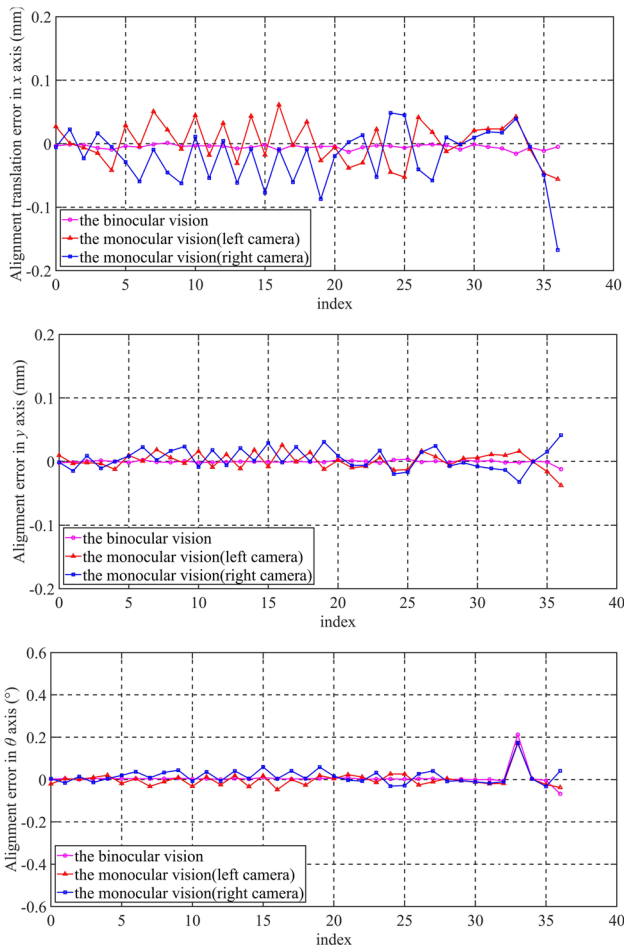 Alignment translation error in x axis (mm)
0.2
0.1
0
-0.1
-0.2
the binocular vision
the monocular vision(left camera)
the monocular vision(right camera)
0 5 10 15 20 25 30 35 40
index
Alignment error in y axis (mm)
0.2
0.1
0
-0.1
-0.2
the binocular vision
the monocular vision(left camera)
the monocular vision(right camera)
0 5 10 15 20 25 30 35 40
index
Alignment error in θ axis (°)
0.6
0.4
0.2
0
-0.2
-0.4
-0.6
the binocular vision
the monocular vision(left camera)
the monocular vision(right camera)
0 5 10 15 20 25 30 35 40
index